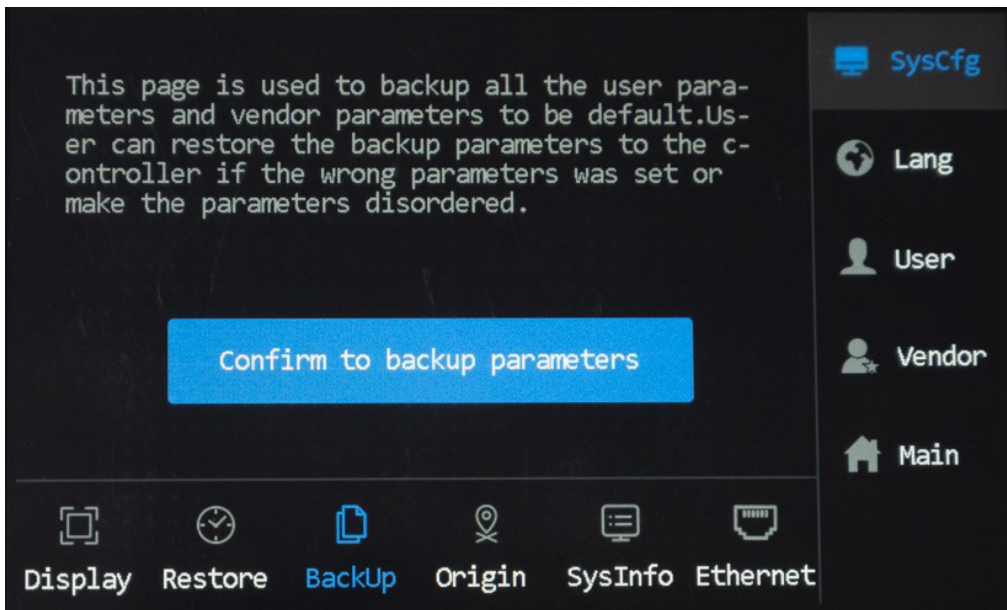 This page is used to backup all the user para-
meters and vendor parameters to be default.Us-
er can restore the backup parameters to the c-
ontroller if the wrong parameters was set or
make the parameters disordered.
Confirm to backup parameters
Display
Restore
BackUp
Origin
SysInfo
Ethernet
SysCfg
Lang
User
Vendor
Main